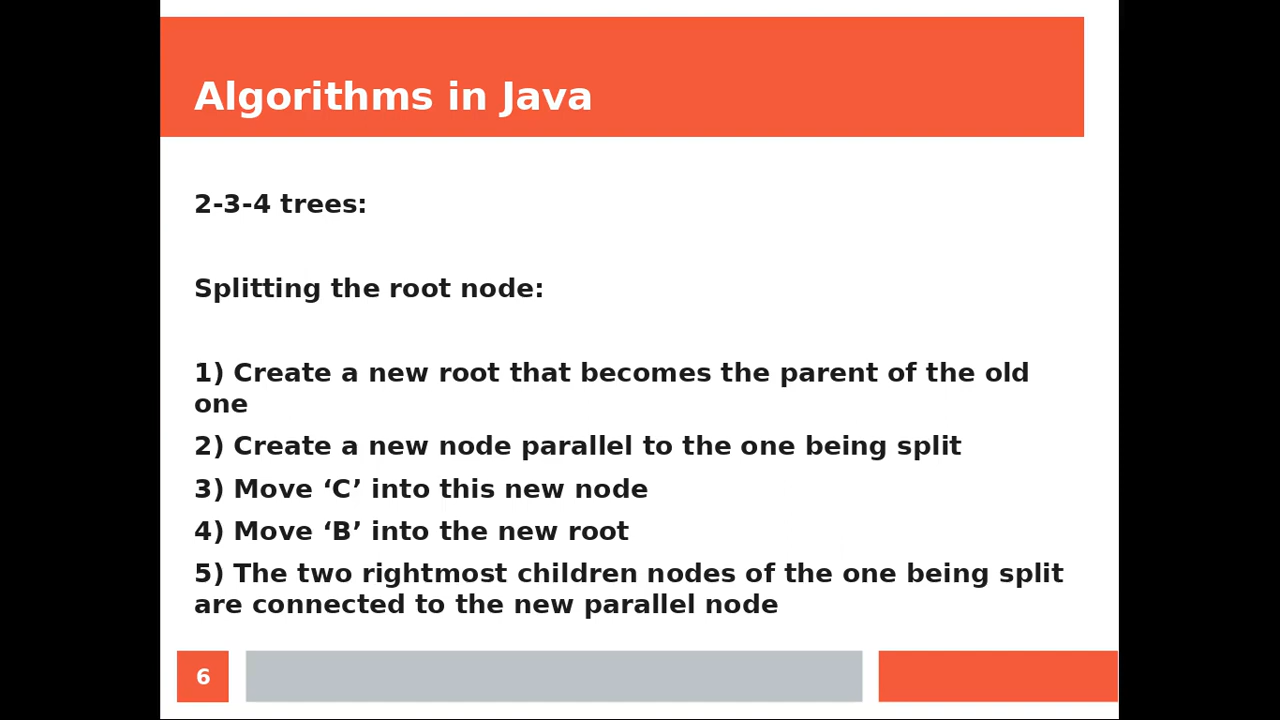 Algorithms in Java
2-3-4 trees:
Splitting the root node:
1) Create a new root that becomes the parent of the old
one
2) Create a new node parallel to the one being split
3) Move ‘C’ into this new node
4) Move ‘B’ into the new root
5) The two rightmost children nodes of the one being split
are connected to the new parallel node
6